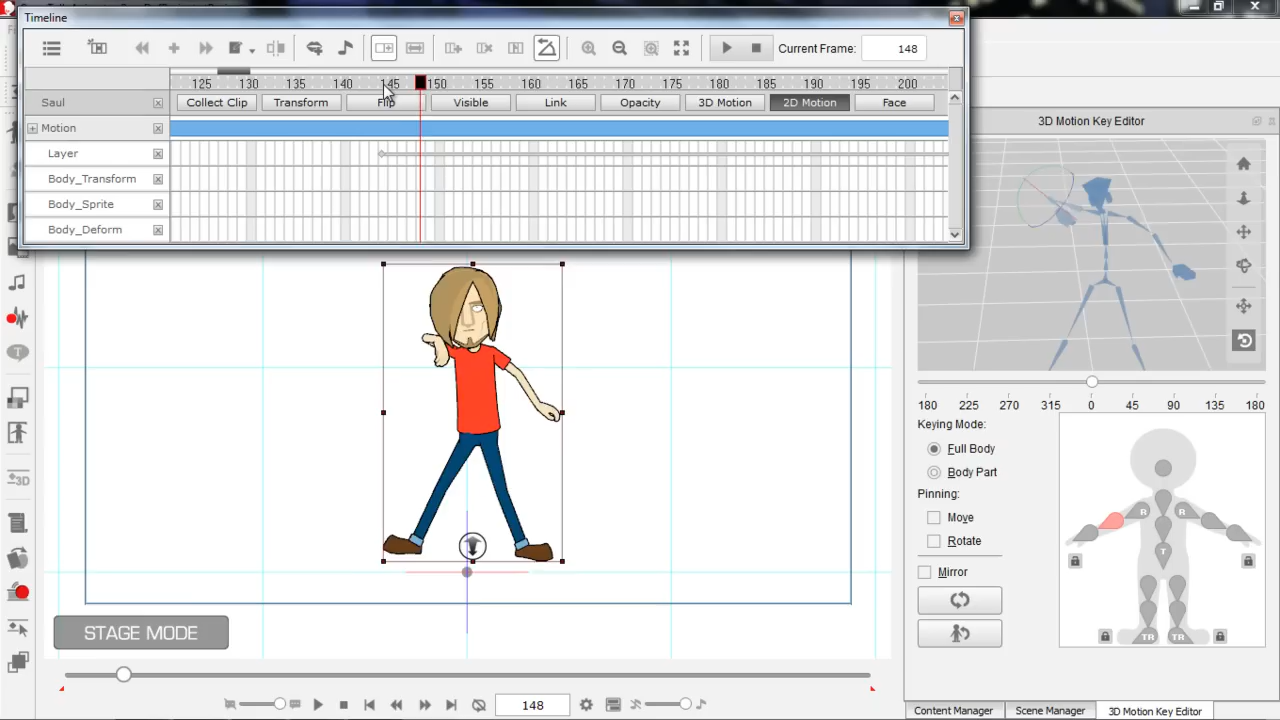 Timeline
Current Frame: 148
125 130 135 140 145 150 155 160 165 170 175 180 185 190 195 200
Saul Collect Clip Transform Flip Visible Link Opacity 3D Motion 2D Motion Face
Motion
Layer
Body_Transform
Body_Sprite
Body_Deform
3D Motion Key Editor
180 225 270 315 0 45 90 135 180
Keying Mode:
Full Body
Body Part
Pinning:
Move
Rotate
Mirror
R R
T
TR TR
T
+3D
STAGE MODE
148
Content Manager Scene Manager 3D Motion Key Editor